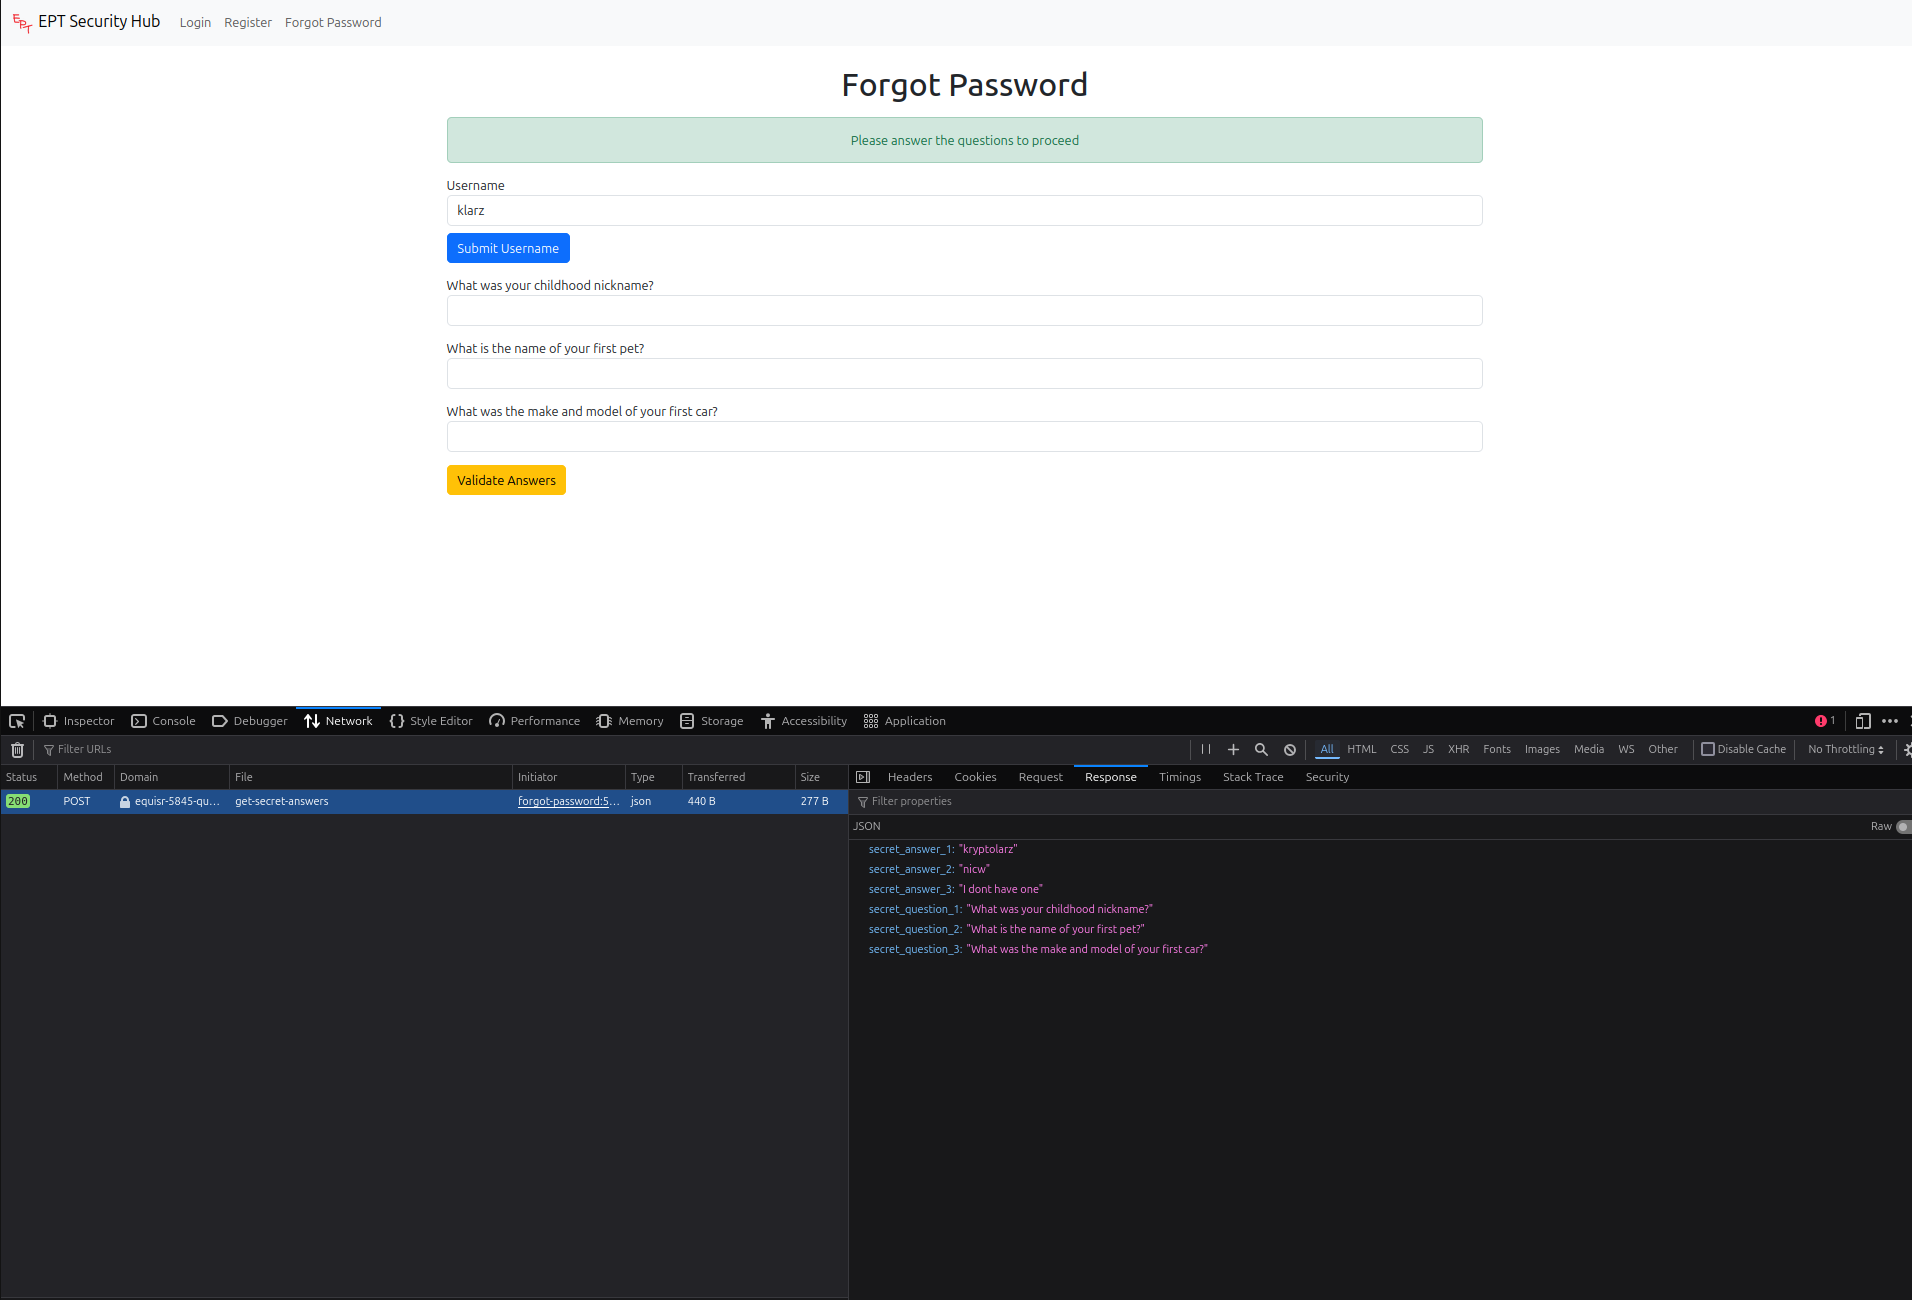 EPT EPT Security Hub Login Register Forgot Password
Forgot Password
Please answer the questions to proceed
Username
klarz
Submit Username
What was your childhood nickname?
What is the name of your first pet?
What was the make and model of your first car?
Validate Answers
Inspector Console Debugger Network Style Editor Performance Memory Storage Accessibility Application 1
Filter URLs All HTML CSS JS XHR Fonts Images Media WS Other Disable Cache No Throttling
Status Method Domain File Initiator Type Transferred Size Headers Cookies Request Response Timings Stack Trace Security
200 POST equisr-5845-qu... get-secret-answers forgot-password:5... json 440 B 277 B Filter properties
JSON Raw
secret_answer_1: "kryptolarz"
secret_answer_2: "nicw"
secret_answer_3: "I dont have one"
secret_question_1: "What was your childhood nickname?"
secret_question_2: "What is the name of your first pet?"
secret_question_3: "What was the make and model of your first car?"